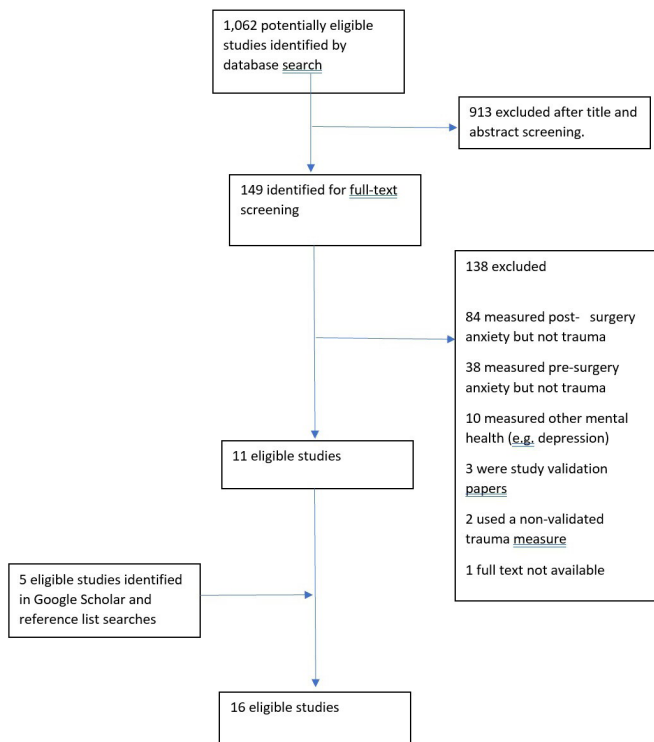 1,062 potentially eligible
studies identified by
database search
913 excluded after title and
abstract screening.
149 identified for full-text
screening
138 excluded
84 measured post- surgery
anxiety but not trauma
38 measured pre-surgery
anxiety but not trauma
10 measured other mental
health (e.g. depression)
3 were study validation
papers
2 used a non-validated
trauma measure
1 full text not available
11 eligible studies
5 eligible studies identified
in Google Scholar and
reference list searches
16 eligible studies